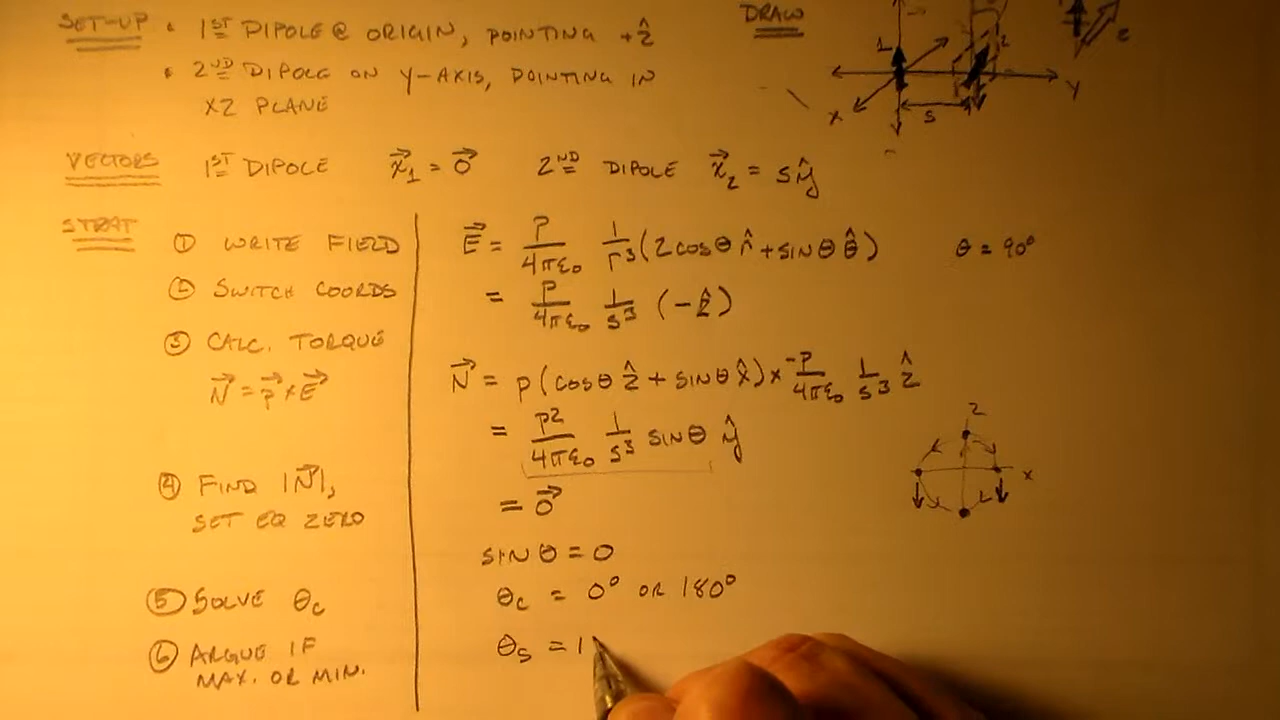 SET-UP • 1ST DIPOLE @ ORIGIN, POINTING +ẑ
• 2ND DIPOLE ON Y-AXIS, POINTING IN
XZ PLANE
DRAW
1
2
X
S
Y
VECTORS 1ST DIPOLE x⃗₁ = 0⃗ 2ND DIPOLE x⃗₂ = sŷ
STRAT
① WRITE FIELD E⃗ = P/4πε₀ 1/r³ (2cosθ r̂ + sinθ θ̂) θ = 90°
② SWITCH COORDS = P/4πε₀ 1/s³ (-ẑ)
③ CALC. TORQUE
N⃗ = p⃗ × E⃗ N⃗ = p(cosθ ẑ + sinθ x̂) × -P/4πε₀ 1/s³ ẑ
= p²/4πε₀ 1/s³ sinθ ŷ
④ FIND |N⃗|, = 0⃗
SET EQ ZERO
sinθ = 0
⑤ SOLVE θc θc = 0° OR 180°
⑥ ARGUE IF θs = 1
MAX. OR MIN.
Z
X